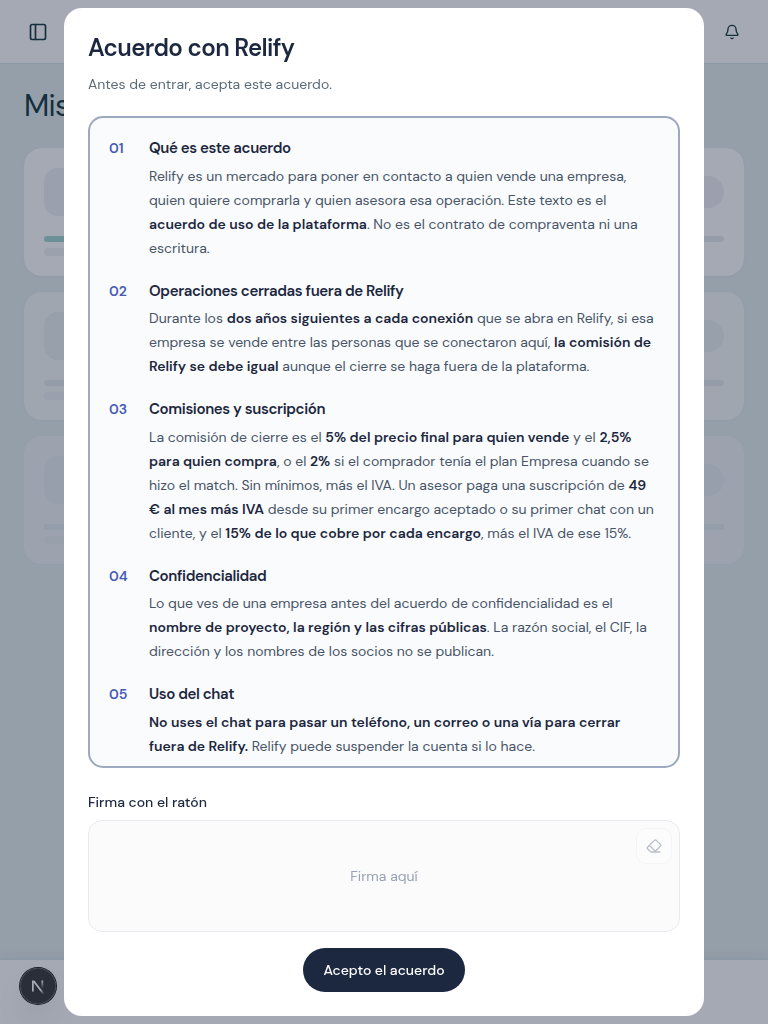 Acuerdo con Relify
Antes de entrar, acepta este acuerdo.
Mis
01 Qué es este acuerdo
Relify es un mercado para poner en contacto a quien vende una empresa,
quien quiere comprarla y quien asesora esa operación. Este texto es el
acuerdo de uso de la plataforma. No es el contrato de compraventa ni una
escritura.
02 Operaciones cerradas fuera de Relify
Durante los dos años siguientes a cada conexión que se abra en Relify, si esa
empresa se vende entre las personas que se conectaron aquí, la comisión de
Relify se debe igual aunque el cierre se haga fuera de la plataforma.
03 Comisiones y suscripción
La comisión de cierre es el 5% del precio final para quien vende y el 2,5%
para quien compra, o el 2% si el comprador tenía el plan Empresa cuando se
hizo el match. Sin mínimos, más el IVA. Un asesor paga una suscripción de 49
€ al mes más IVA desde su primer encargo aceptado o su primer chat con un
cliente, y el 15% de lo que cobre por cada encargo, más el IVA de ese 15%.
04 Confidencialidad
Lo que ves de una empresa antes del acuerdo de confidencialidad es el
nombre de proyecto, la región y las cifras públicas. La razón social, el CIF, la
dirección y los nombres de los socios no se publican.
05 Uso del chat
No uses el chat para pasar un teléfono, un correo o una vía para cerrar
fuera de Relify. Relify puede suspender la cuenta si lo hace.
Firma con el ratón
Firma aquí
Acepto el acuerdo
N